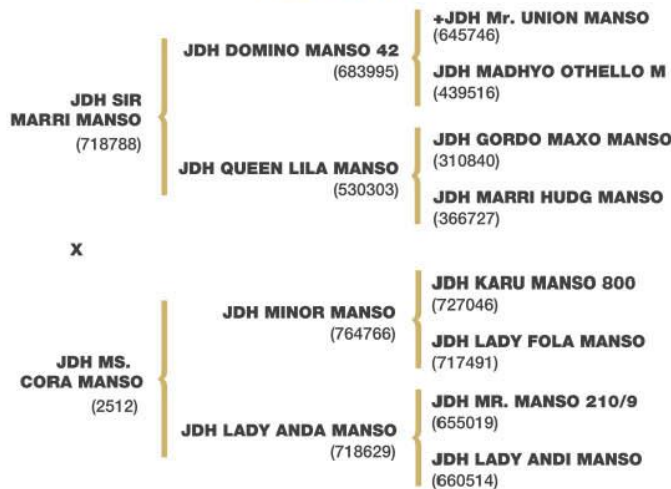 JDH SIR
MARRI MANSO
(718788)
JDH DOMINO MANSO 42
(683995)
+JDH Mr. UNION MANSO
(645746)
JDH MADHYO OTHELLO M
(439516)
JDH QUEEN LILA MANSO
(530303)
JDH GORDO MAXO MANSO
(310840)
JDH MARRI HUDG MANSO
(366727)
X
JDH MS.
CORA MANSO
(2512)
JDH MINOR MANSO
(764766)
JDH KARU MANSO 800
(727046)
JDH LADY FOLA MANSO
(717491)
JDH LADY ANDA MANSO
(718629)
JDH MR. MANSO 210/9
(655019)
JDH LADY ANDI MANSO
(660514)